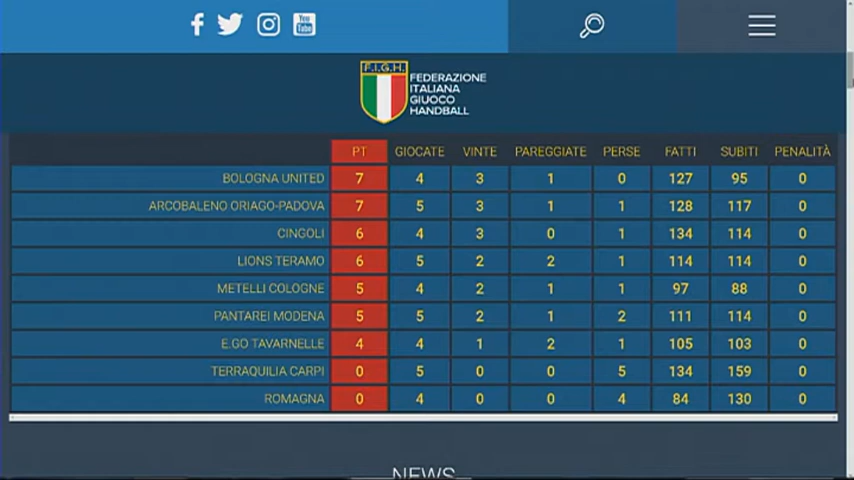 You Tube
F.I.G.H.
FEDERAZIONE
ITALIANA
GIUOCO
HANDBALL
PT GIOCATE VINTE PAREGGIATE PERSE FATTI SUBITI PENALITÀ
BOLOGNA UNITED 7 4 3 1 0 127 95 0
ARCOBALENO ORIAGO-PADOVA 7 5 3 1 1 128 117 0
CINGOLI 6 4 3 0 1 134 114 0
LIONS TERAMO 6 5 2 2 1 114 114 0
METELLI COLOGNE 5 4 2 1 1 97 88 0
PANTAREI MODENA 5 5 2 1 2 111 114 0
E.GO TAVARNELLE 4 4 1 2 1 105 103 0
TERRAQUILIA CARPI 0 5 0 0 5 134 159 0
ROMAGNA 0 4 0 0 4 84 130 0
NEWS